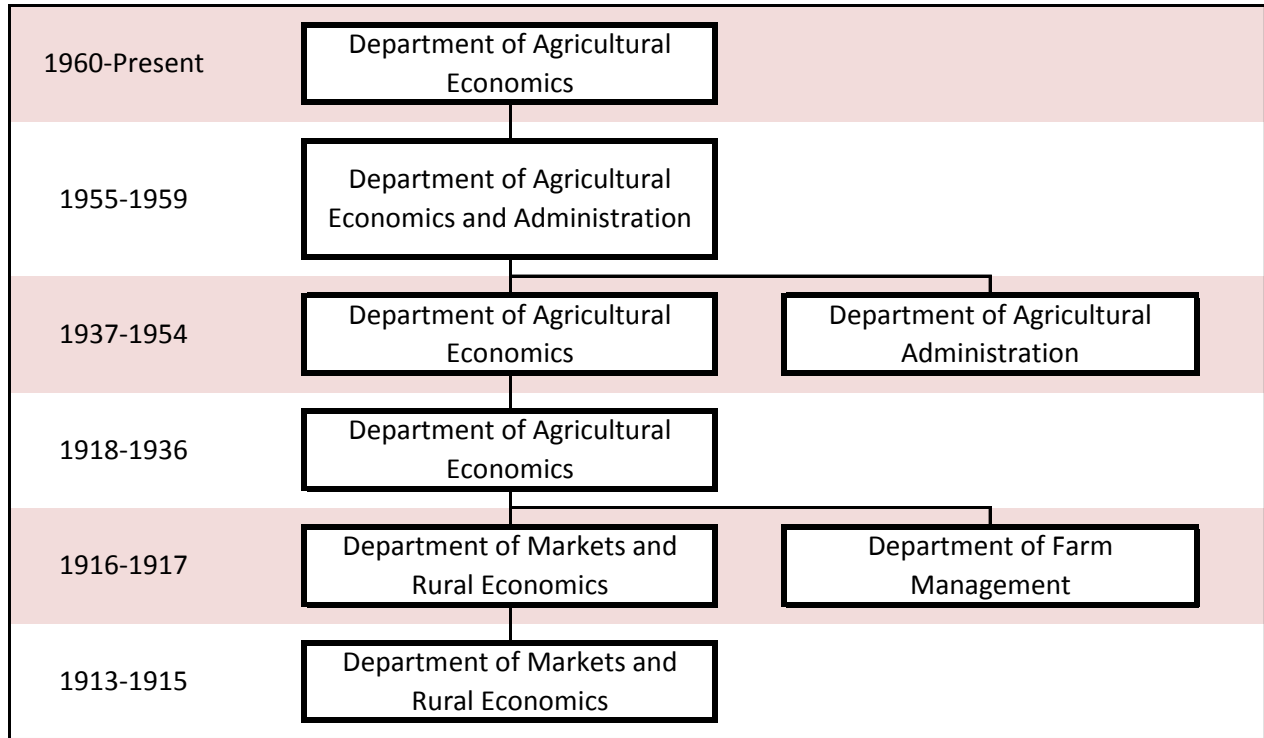 1960-Present
Department of Agricultural
Economics
1955-1959
Department of Agricultural
Economics and Administration
1937-1954
Department of Agricultural
Economics
Department of Agricultural
Administration
1918-1936
Department of Agricultural
Economics
1916-1917
Department of Markets and
Rural Economics
Department of Farm
Management
1913-1915
Department of Markets and
Rural Economics